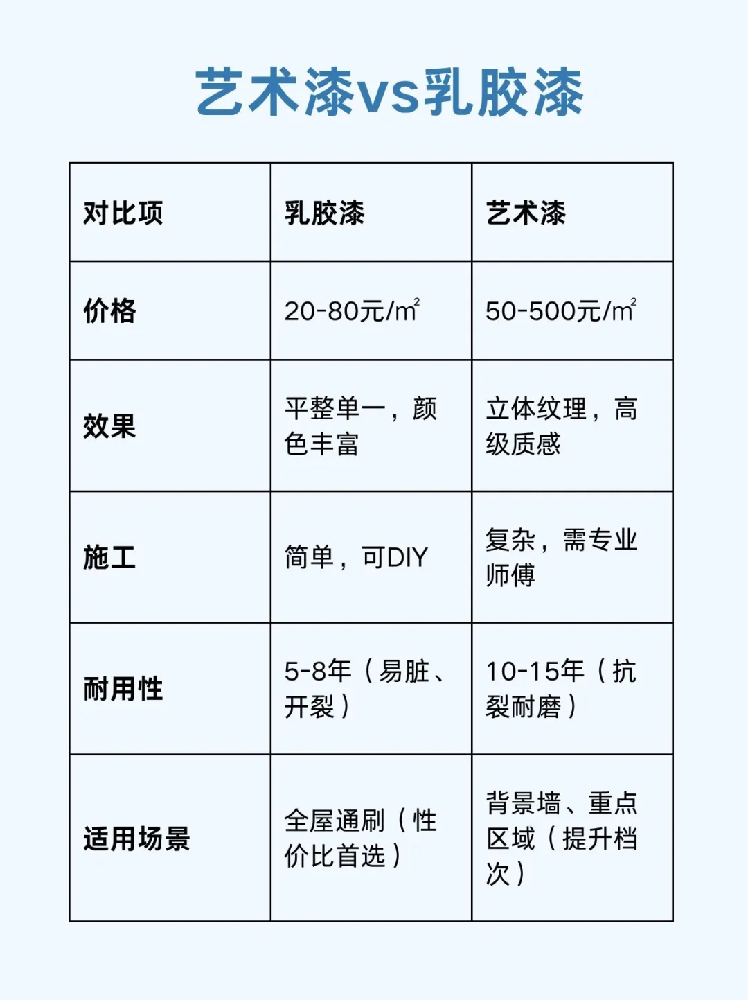 艺术漆vs乳胶漆
对比项
乳胶漆
艺术漆
价格
20-80元/㎡
50-500元/㎡
效果
平整单一，颜
色丰富
立体纹理，高
级质感
施工
简单，可DIY
复杂，需专业
师傅
耐用性
5-8年（易脏、
开裂）
10-15年（抗
裂耐磨）
适用场景
全屋通刷（性
价比首选）
背景墙、重点
区域（提升档
次）